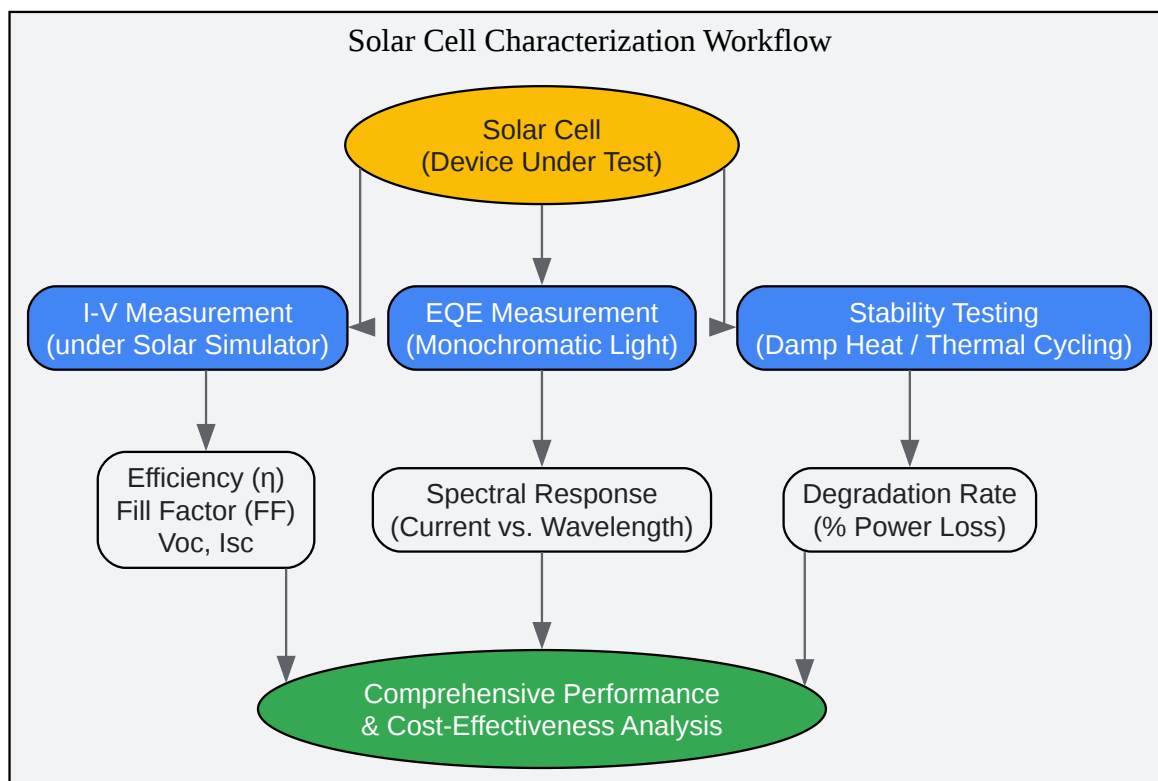 Solar Cell Characterization Workflow
Solar Cell
(Device Under Test)
I-V Measurement
(under Solar Simulator)
EQE Measurement
(Monochromatic Light)
Stability Testing
(Damp Heat / Thermal Cycling)
Efficiency (η)
Fill Factor (FF)
Voc, Isc
Spectral Response
(Current vs. Wavelength)
Degradation Rate
(% Power Loss)
Comprehensive Performance
& Cost-Effectiveness Analysis